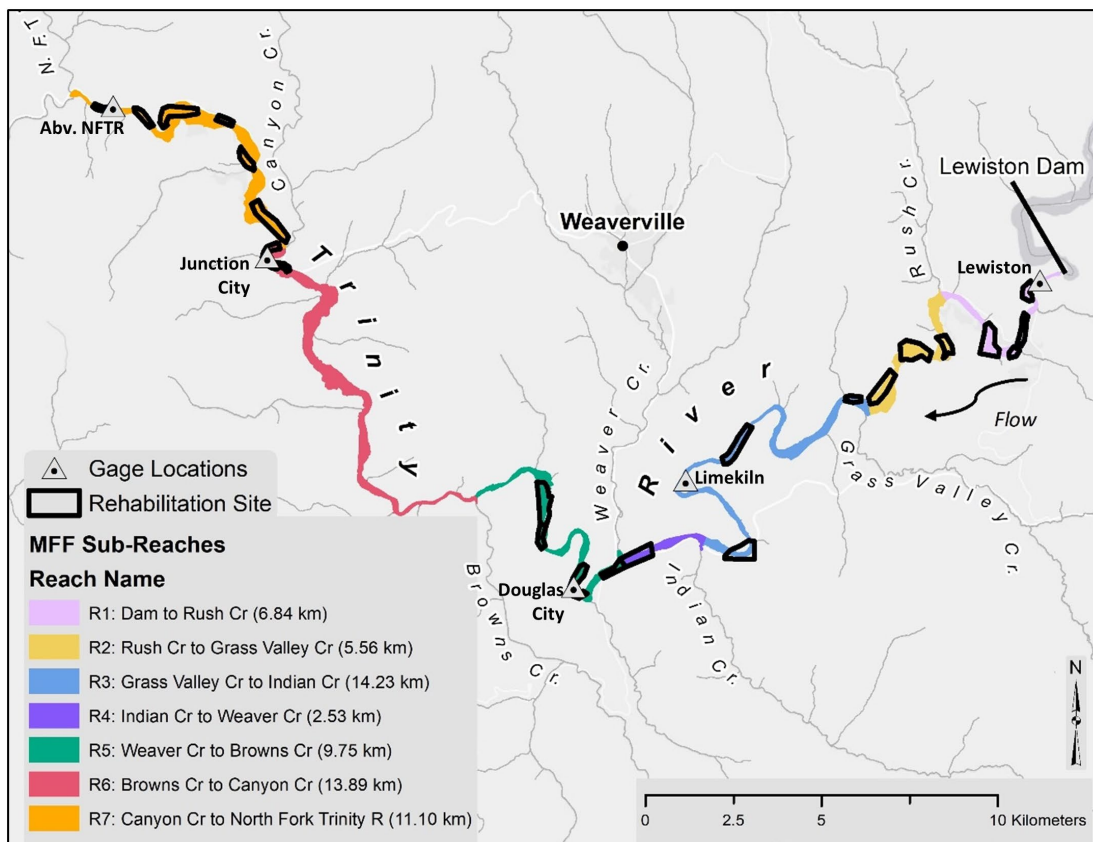 N. F. T
Canyon Cr.
Abv. NFTR
Rush Cr.
Lewiston Dam
Weaverville
Lewiston
Junction
City
Trinity
River
Flow
Weaver Cr.
Limekiln
Grass Valley Cr.
Indian Cr.
Douglas
City
Browns Cr.
Gage Locations
Rehabilitation Site
MFF Sub-Reaches
Reach Name
R1: Dam to Rush Cr (6.84 km)
R2: Rush Cr to Grass Valley Cr (5.56 km)
R3: Grass Valley Cr to Indian Cr (14.23 km)
R4: Indian Cr to Weaver Cr (2.53 km)
R5: Weaver Cr to Browns Cr (9.75 km)
R6: Browns Cr to Canyon Cr (13.89 km)
R7: Canyon Cr to North Fork Trinity R (11.10 km)
N
0 2.5 5 10 Kilometers